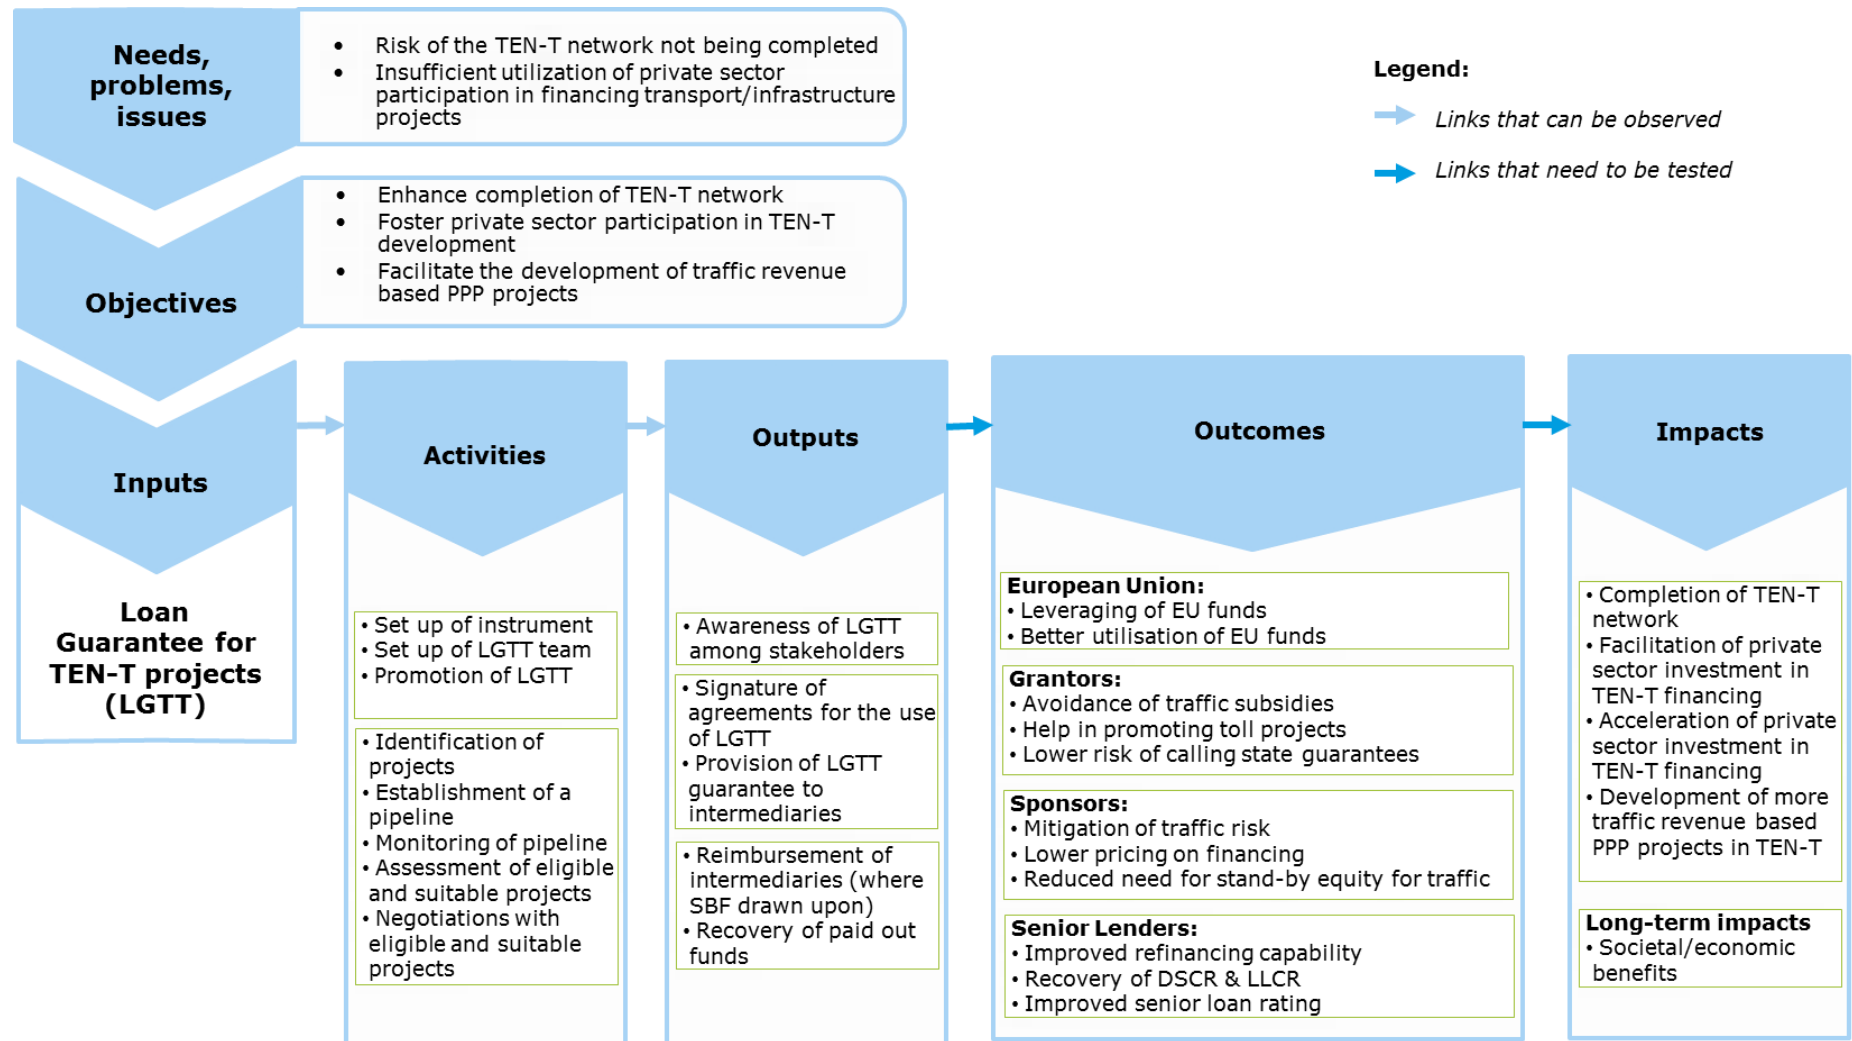 Needs,
problems,
issues
• Risk of the TEN-T network not being completed
• Insufficient utilization of private sector
participation in financing transport/infrastructure
projects
Legend:
Links that can be observed
Links that need to be tested
Objectives
• Enhance completion of TEN-T network
• Foster private sector participation in TEN-T
development
• Facilitate the development of traffic revenue
based PPP projects
Inputs
Loan
Guarantee for
TEN-T projects
(LGTT)
Activities
• Set up of instrument
• Set up of LGTT team
• Promotion of LGTT
• Identification of
projects
• Establishment of a
pipeline
• Monitoring of pipeline
• Assessment of eligible
and suitable projects
• Negotiations with
eligible and suitable
projects
Outputs
• Awareness of LGTT
among stakeholders
• Signature of
agreements for the use
of LGTT
• Provision of LGTT
guarantee to
intermediaries
• Reimbursement of
intermediaries (where
SBF drawn upon)
• Recovery of paid out
funds
Outcomes
European Union:
• Leveraging of EU funds
• Better utilisation of EU funds
Grantors:
• Avoidance of traffic subsidies
• Help in promoting toll projects
• Lower risk of calling state guarantees
Sponsors:
• Mitigation of traffic risk
• Lower pricing on financing
• Reduced need for stand-by equity for traffic
Senior Lenders:
• Improved refinancing capability
• Recovery of DSCR & LLCR
• Improved senior loan rating
Impacts
• Completion of TEN-T
network
• Facilitation of private
sector investment in
TEN-T financing
• Acceleration of private
sector investment in
TEN-T financing
• Development of more
traffic revenue based
PPP projects in TEN-T
Long-term impacts
• Societal/economic
benefits